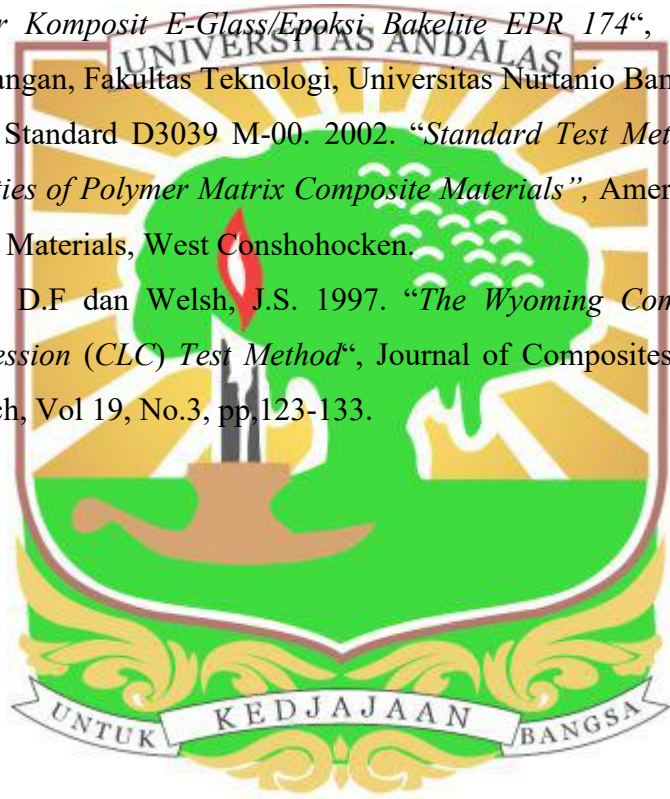 r Komposit E-Glass/Epoksi Bakelite EPR 174“,
UNIVERSITAS ANDALAS
angan, Fakultas Teknologi, Universitas Nurtanio Ban
Standard D3039 M-00. 2002. “Standard Test Met
ties of Polymer Matrix Composite Materials”, Amer
Materials, West Conshohocken.
D.F dan Welsh, J.S. 1997. “The Wyoming Com
ession (CLC) Test Method“, Journal of Composites
ch, Vol 19, No.3, pp,123-133.
UNTUK KEDJAJAAN BANGSA